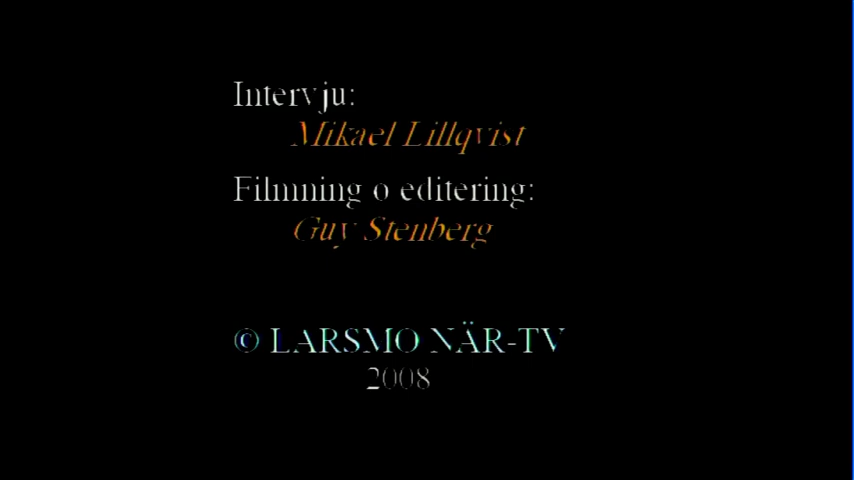 Intervju:
Mikael Lillqvist
Filmning o editering:
Guy Stenberg
© LARSMO NÄR-TV
2008